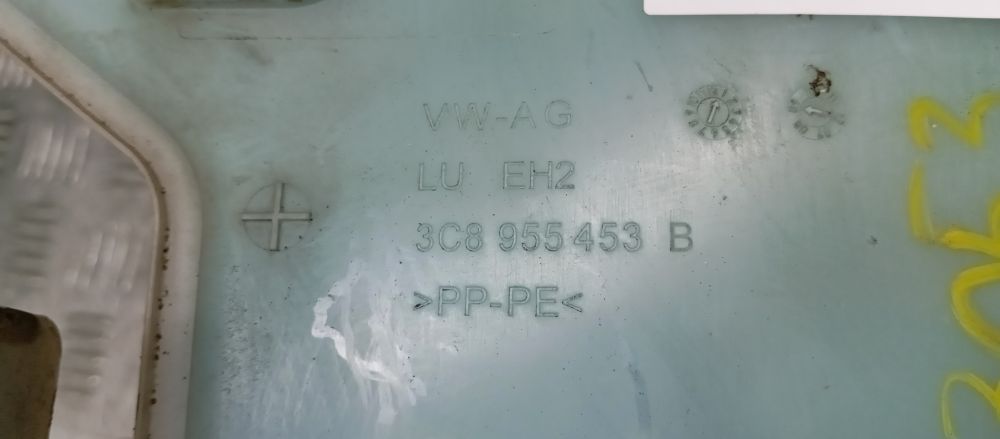 VW-AG
LU EH2
3C8 955 453 B
>PP-PE<